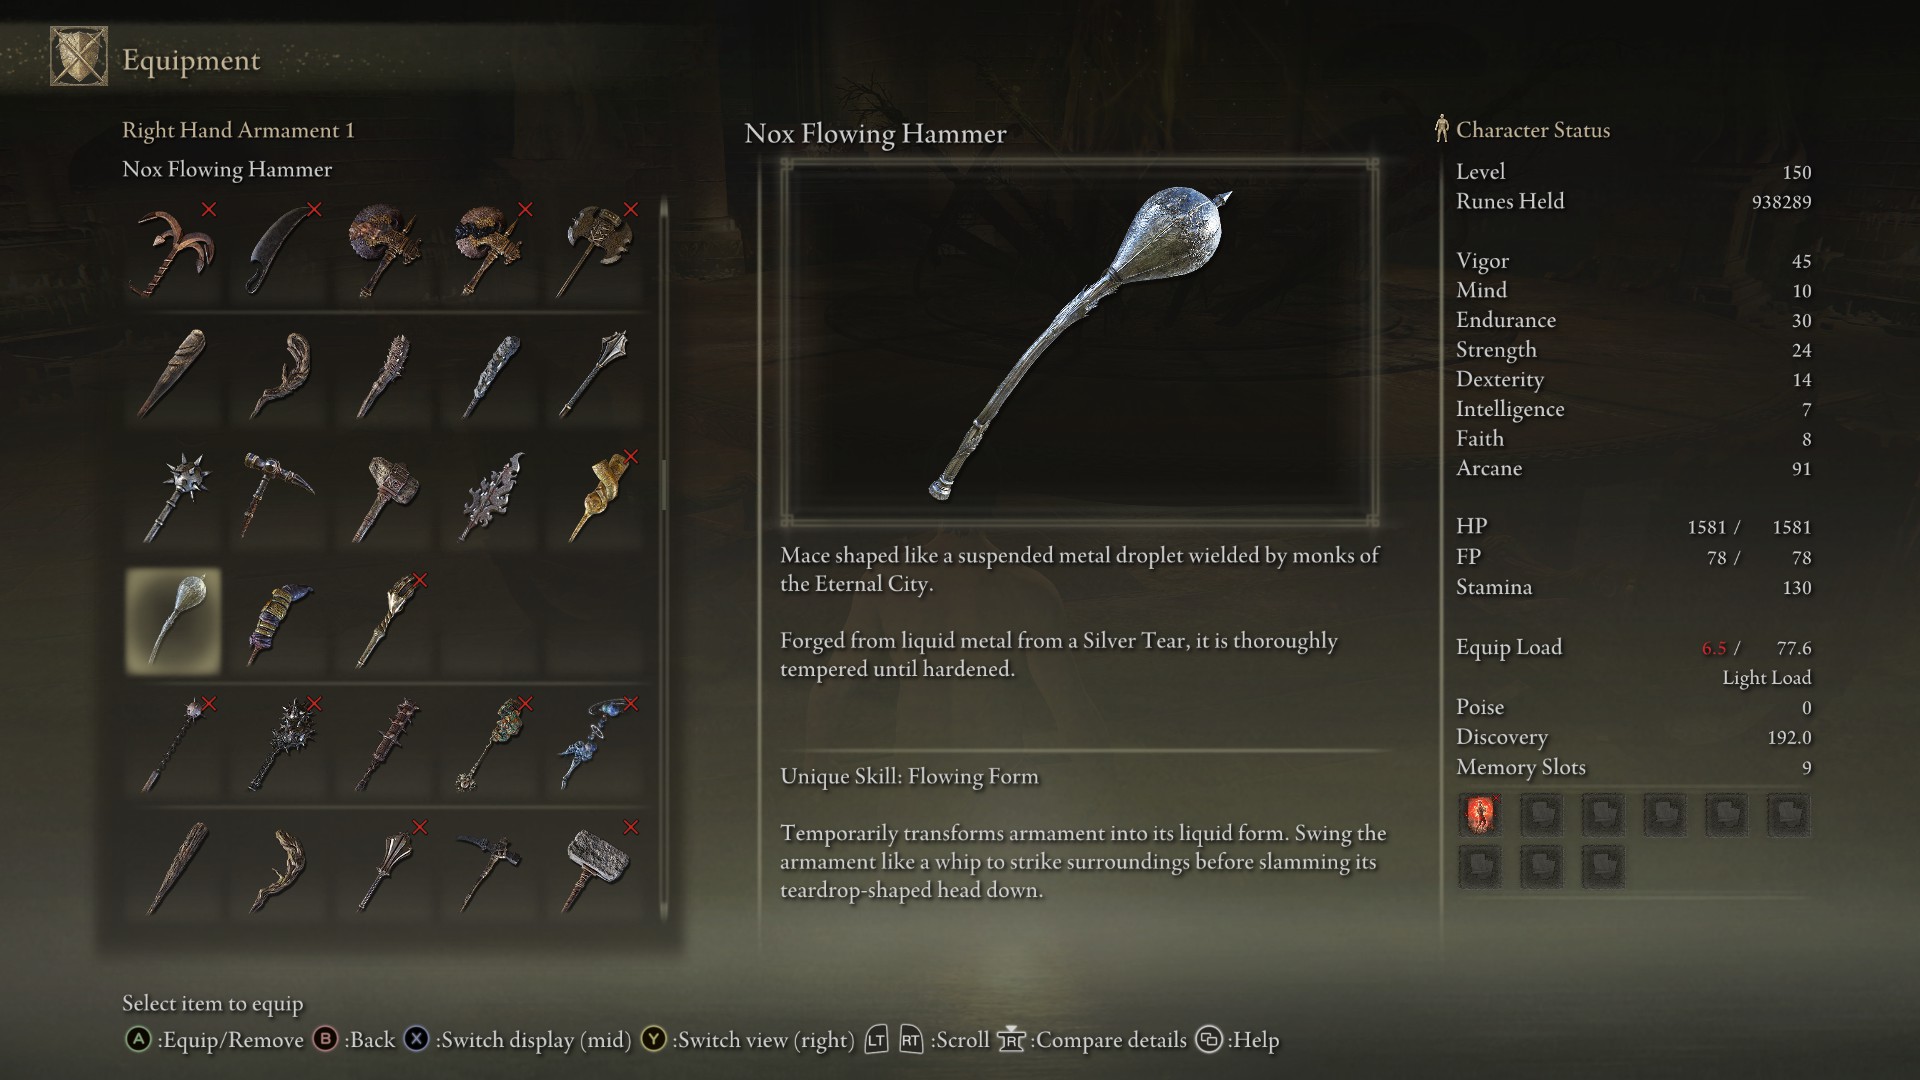 Equipment
Right Hand Armament 1
Nox Flowing Hammer
Nox Flowing Hammer
Mace shaped like a suspended metal droplet wielded by monks of
the Eternal City.
Forged from liquid metal from a Silver Tear, it is thoroughly
tempered until hardened.
Unique Skill: Flowing Form
Temporarily transforms armament into its liquid form. Swing the
armament like a whip to strike surroundings before slamming its
teardrop-shaped head down.
Character Status
Level 150
Runes Held 938289
Vigor 45
Mind 10
Endurance 30
Strength 24
Dexterity 14
Intelligence 7
Faith 8
Arcane 91
HP 1581 / 1581
FP 78 / 78
Stamina 130
Equip Load 6.5 / 77.6
Light Load
Poise 0
Discovery 192.0
Memory Slots 9
Select item to equip
A :Equip/Remove B :Back X :Switch display (mid) Y :Switch view (right) LT RT :Scroll R :Compare details :Help